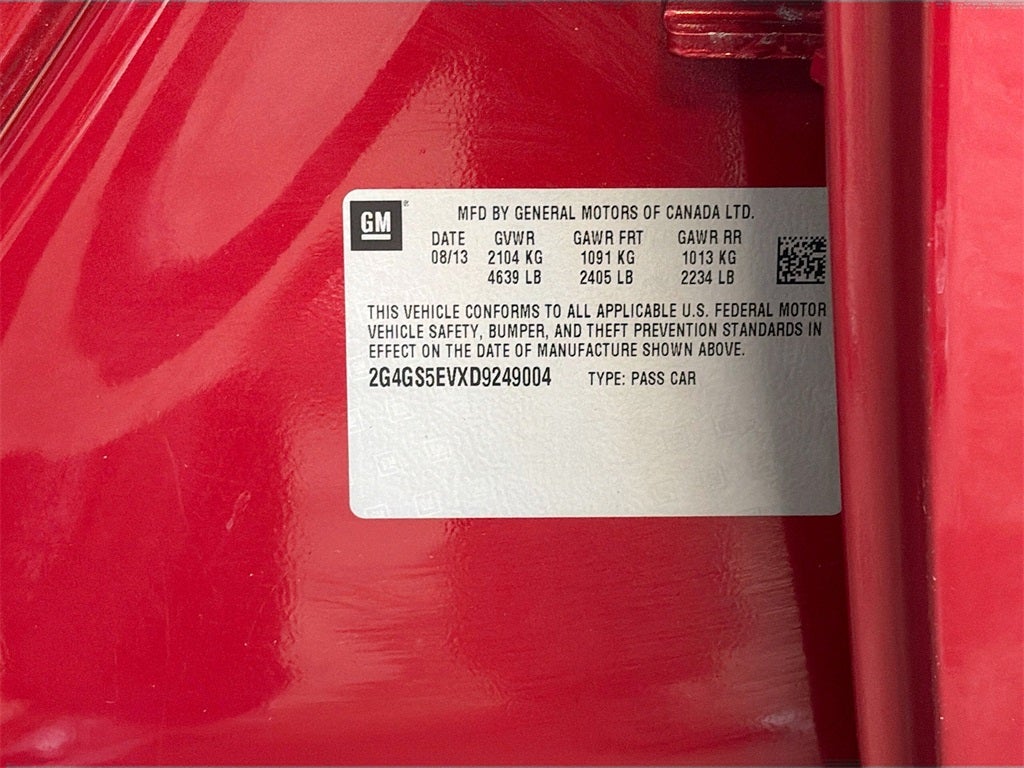 GM
MFD BY GENERAL MOTORS OF CANADA LTD.
DATE GVWR GAWR FRT GAWR RR
08/13 2104 KG 1091 KG 1013 KG
4639 LB 2405 LB 2234 LB
THIS VEHICLE CONFORMS TO ALL APPLICABLE U.S. FEDERAL MOTOR
VEHICLE SAFETY, BUMPER, AND THEFT PREVENTION STANDARDS IN
EFFECT ON THE DATE OF MANUFACTURE SHOWN ABOVE.
2G4GS5EVXD9249004 TYPE: PASS CAR